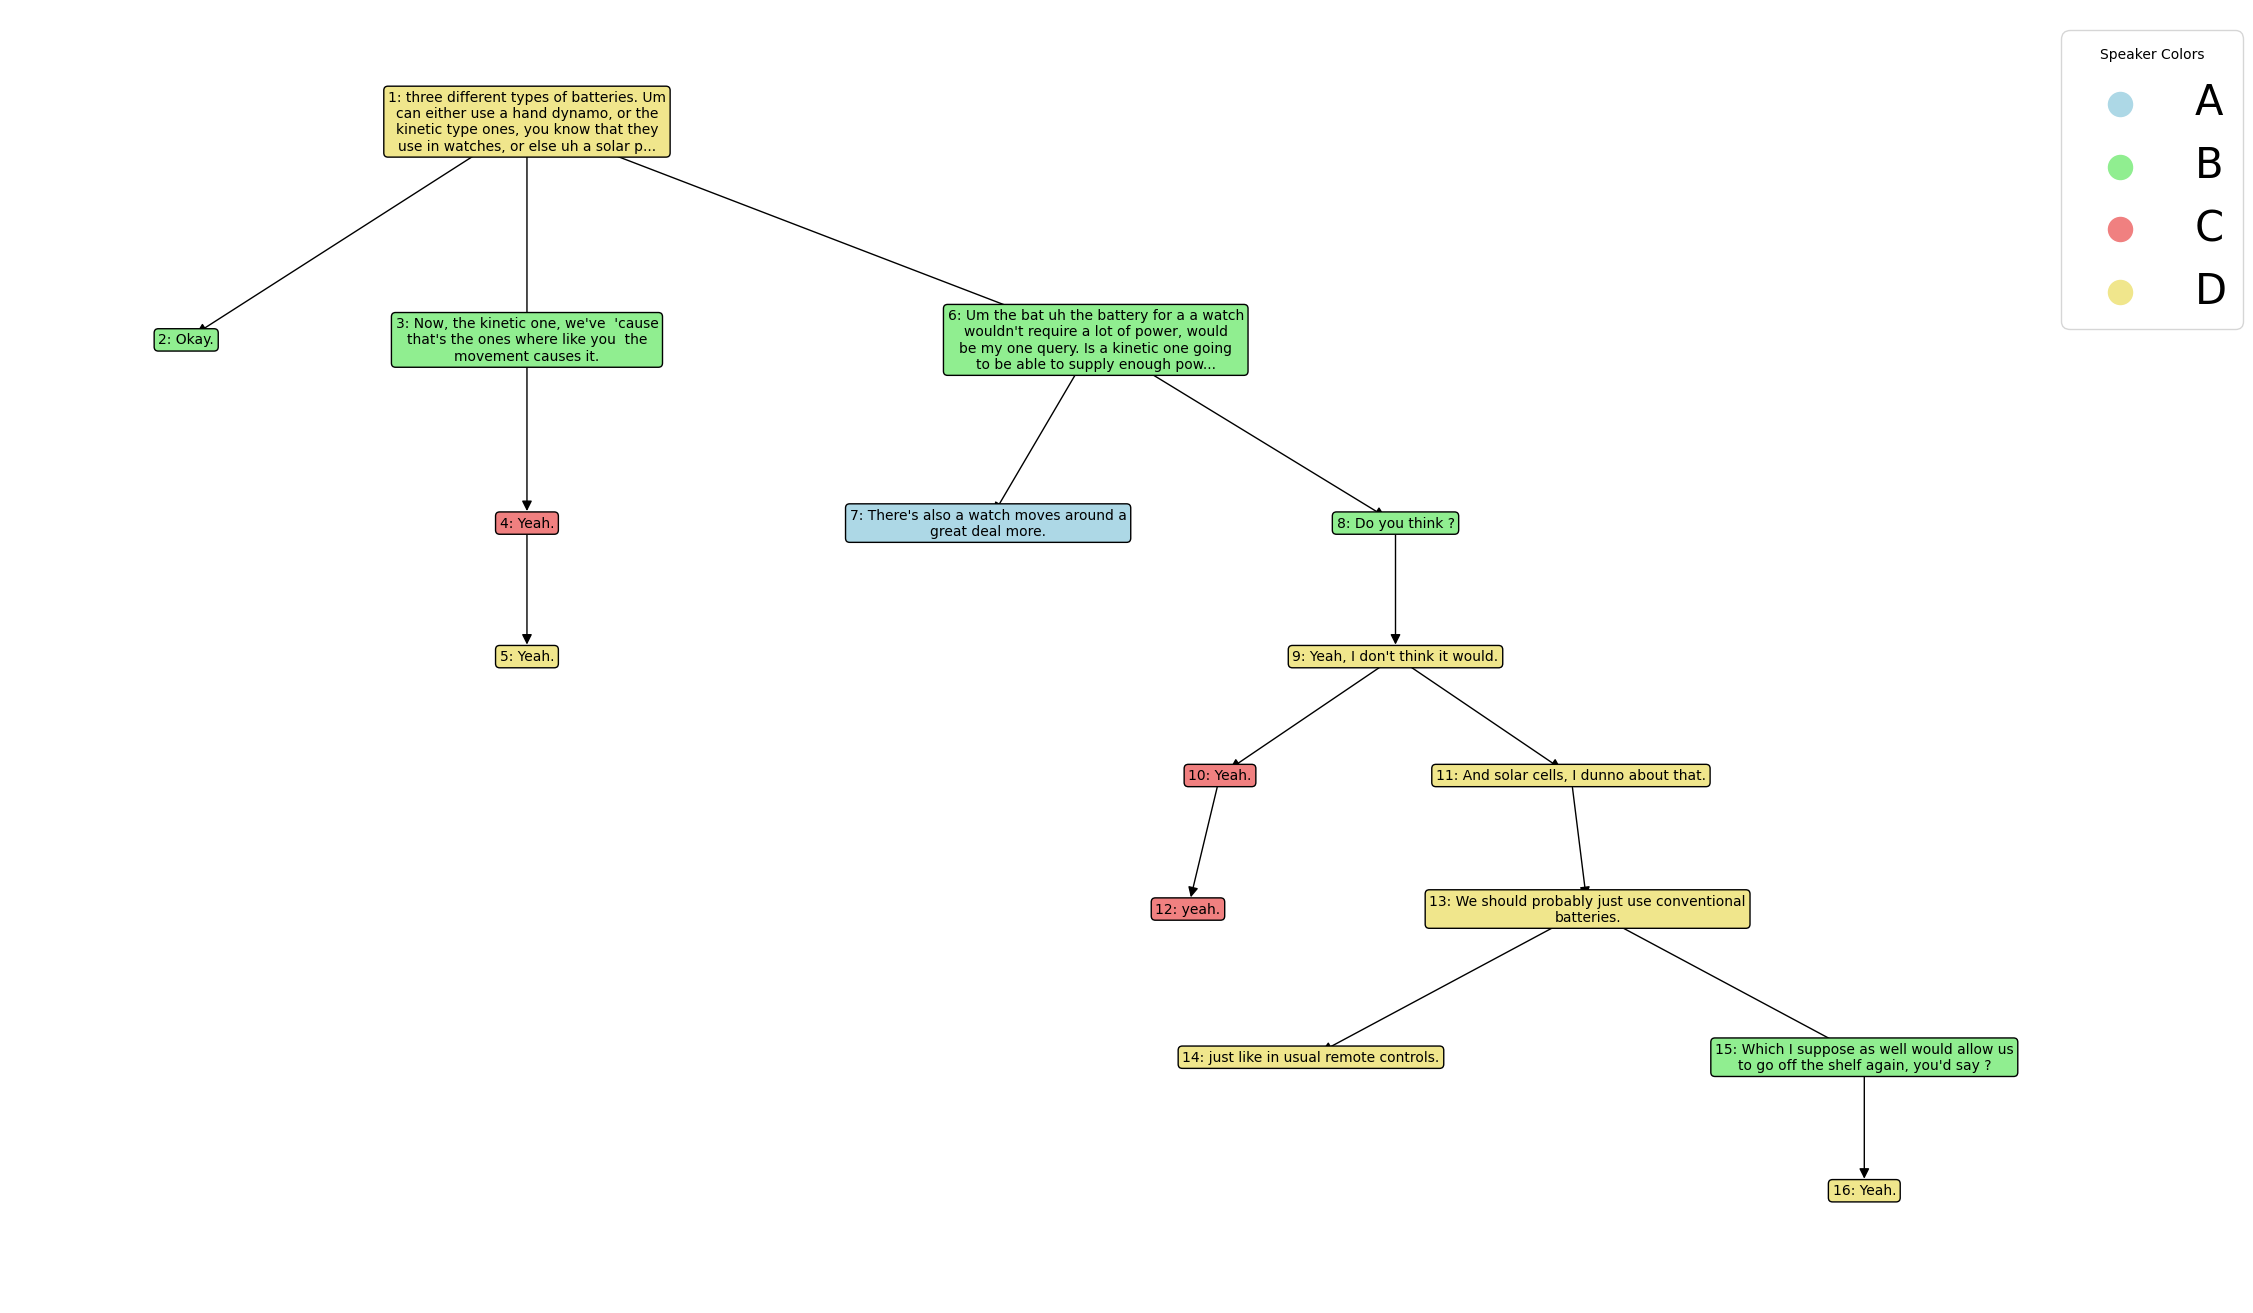 Speaker Colors
A
B
C
D
1: three different types of batteries. Um
can either use a hand dynamo, or the
kinetic type ones, you know that they
use in watches, or else uh a solar p...
2: Okay.
3: Now, the kinetic one, we've  'cause
that's the ones where like you  the
movement causes it.
6: Um the bat uh the battery for a a watch
wouldn't require a lot of power, would
be my one query. Is a kinetic one going
to be able to supply enough pow...
4: Yeah.
7: There's also a watch moves around a
great deal more.
8: Do you think ?
5: Yeah.
9: Yeah, I don't think it would.
10: Yeah.
11: And solar cells, I dunno about that.
12: yeah.
13: We should probably just use conventional
batteries.
14: just like in usual remote controls.
15: Which I suppose as well would allow us
to go off the shelf again, you'd say ?
16: Yeah.